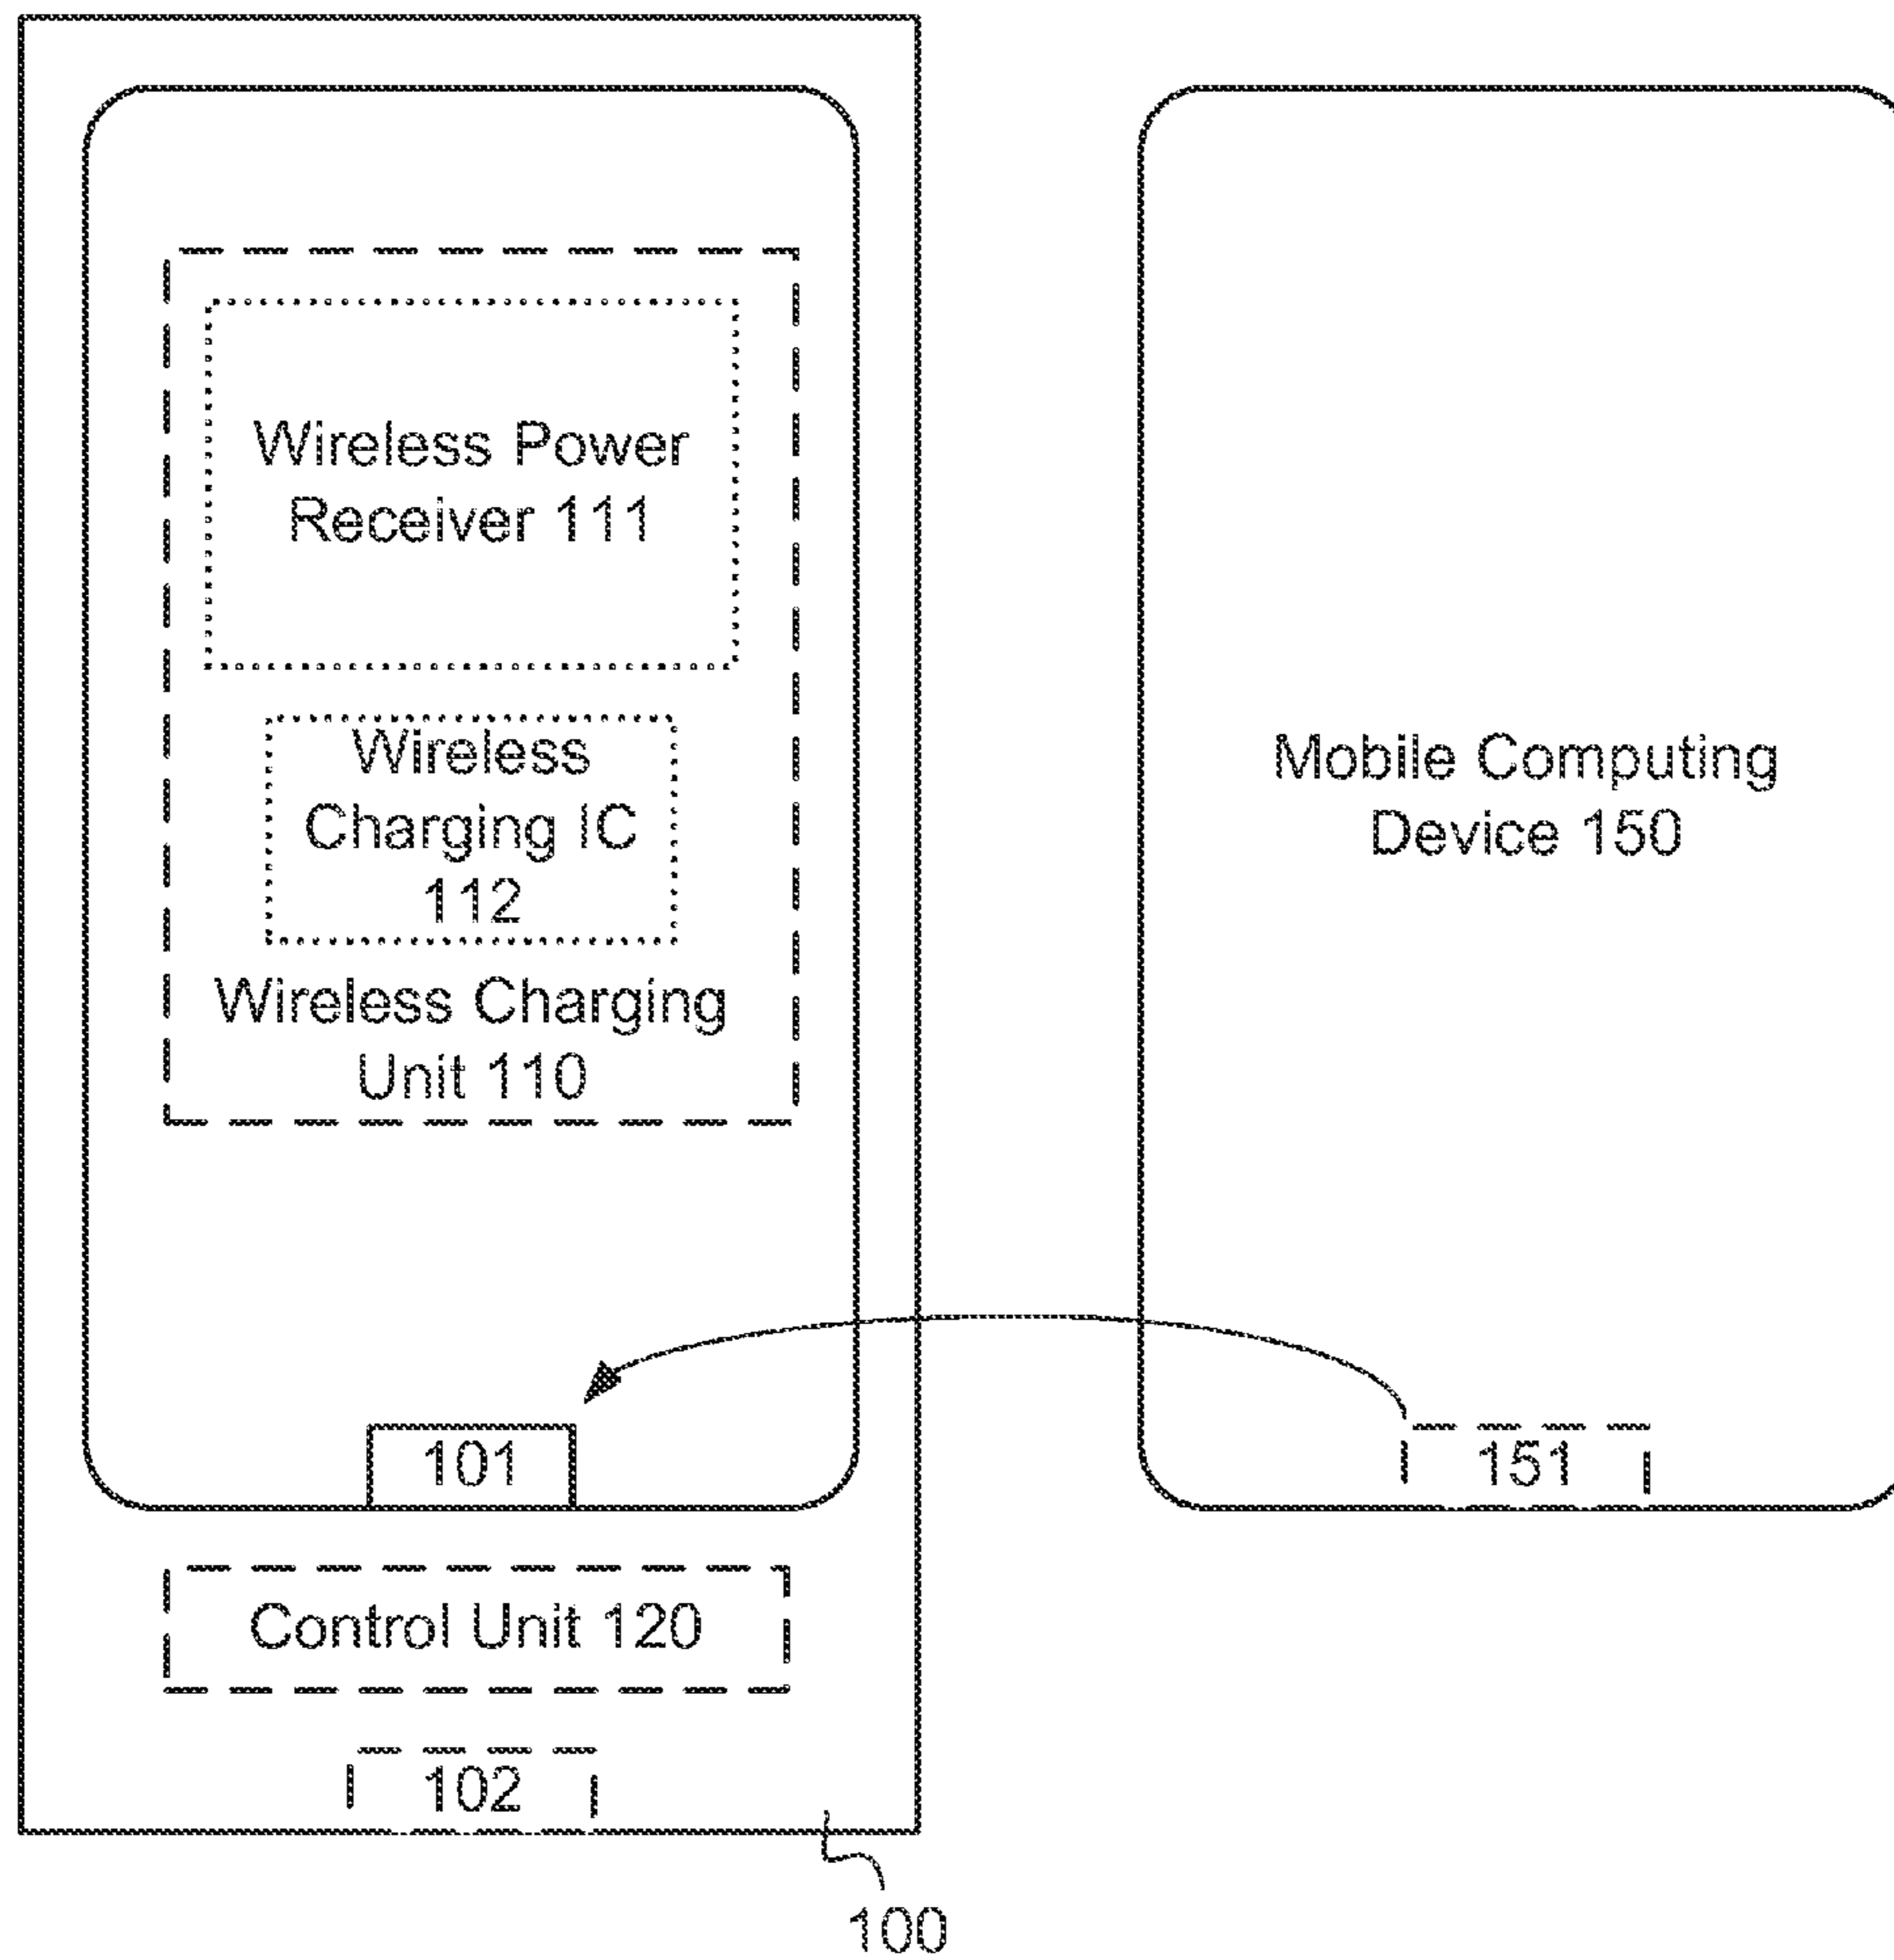 Wireless Power
Receiver 111
Wireless
Charging IC
112
Wireless Charging
Unit 110
Mobile Computing
Device 150
101
151
Control Unit 120
102
100